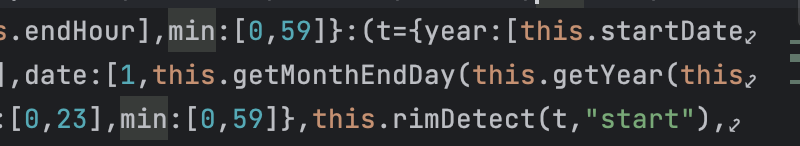 s.endHour],min:[0,59]}:(t={year:[this.startDate
],date:[1,this.getMonthEndDay(this.getYear(this
:[0,23],min:[0,59]},this.rimDetect(t,"start"),